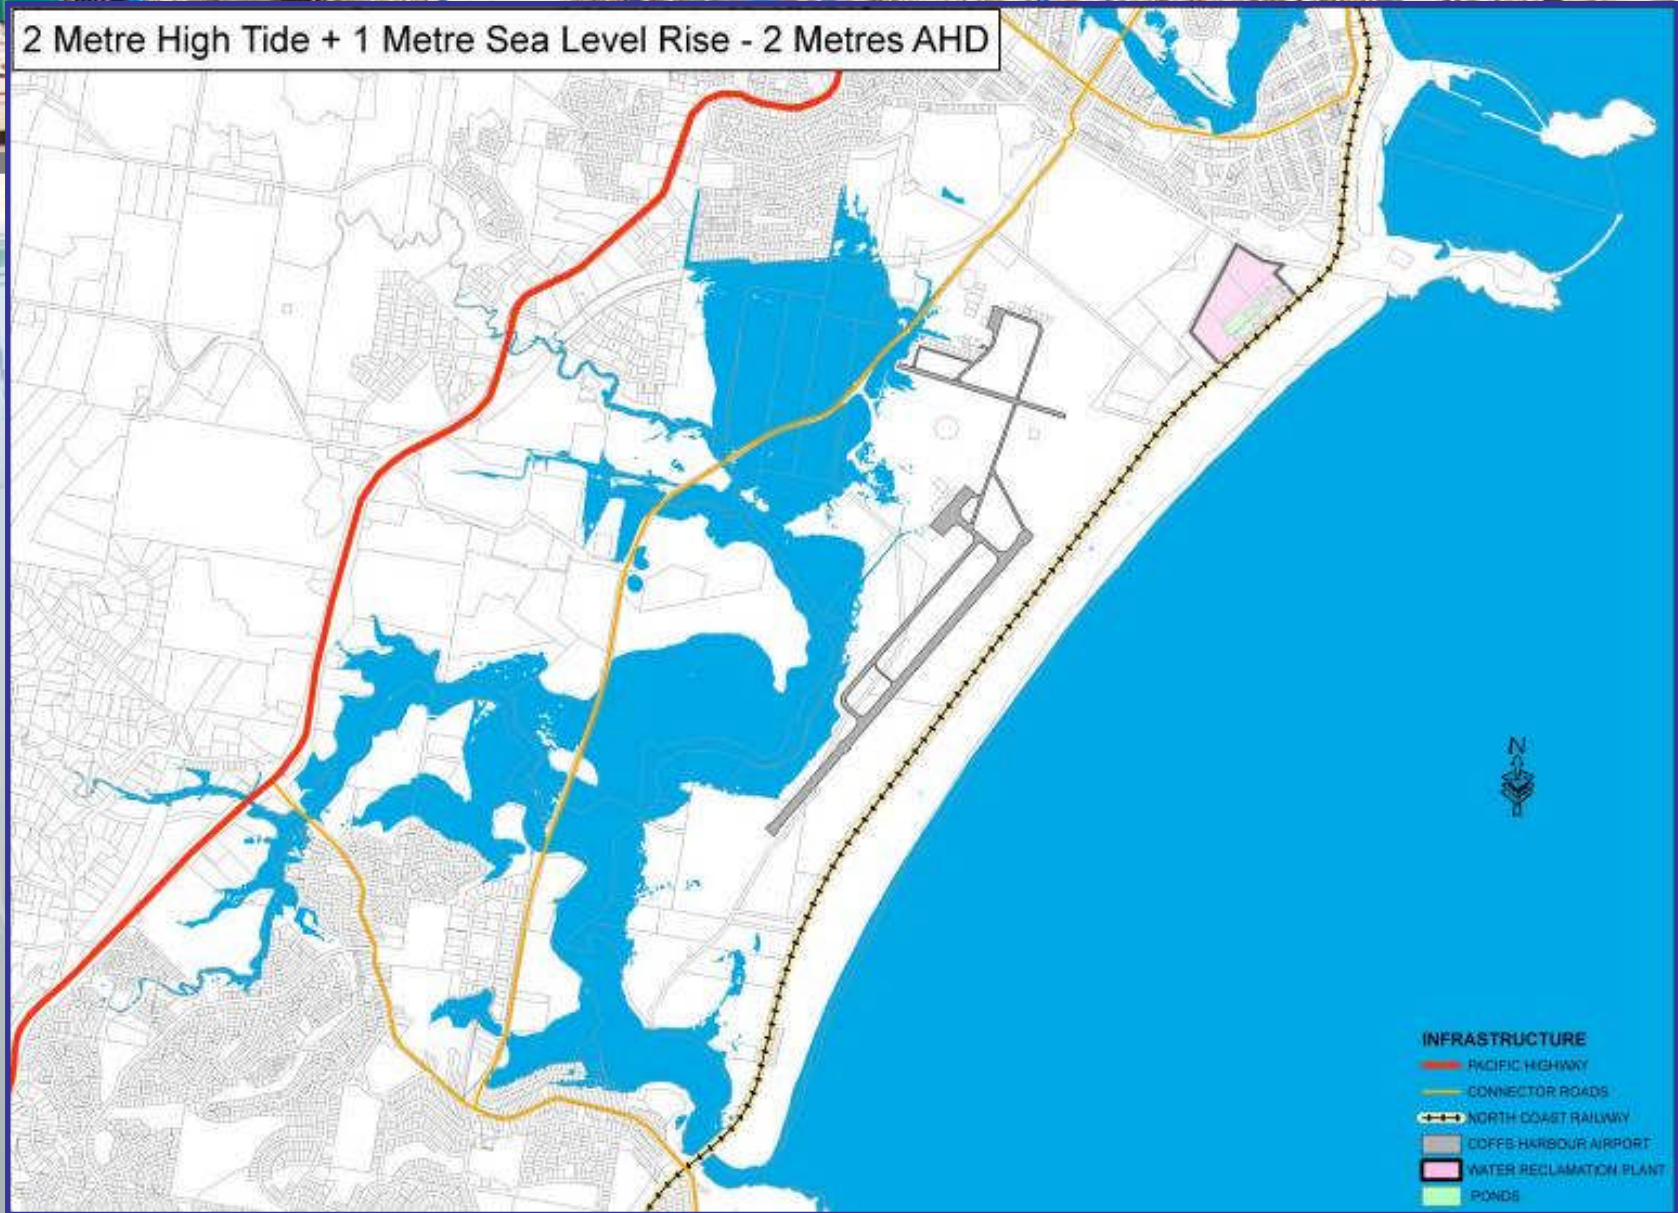 2 Metre High Tide + 1 Metre Sea Level Rise - 2 Metres AHD
N
INFRASTRUCTURE
PACIFIC HIGHWAY
CONNECTOR ROADS
NORTH COAST RAILWAY
COFFS HARBOUR AIRPORT
WATER RECLAMATION PLANT
PONDS